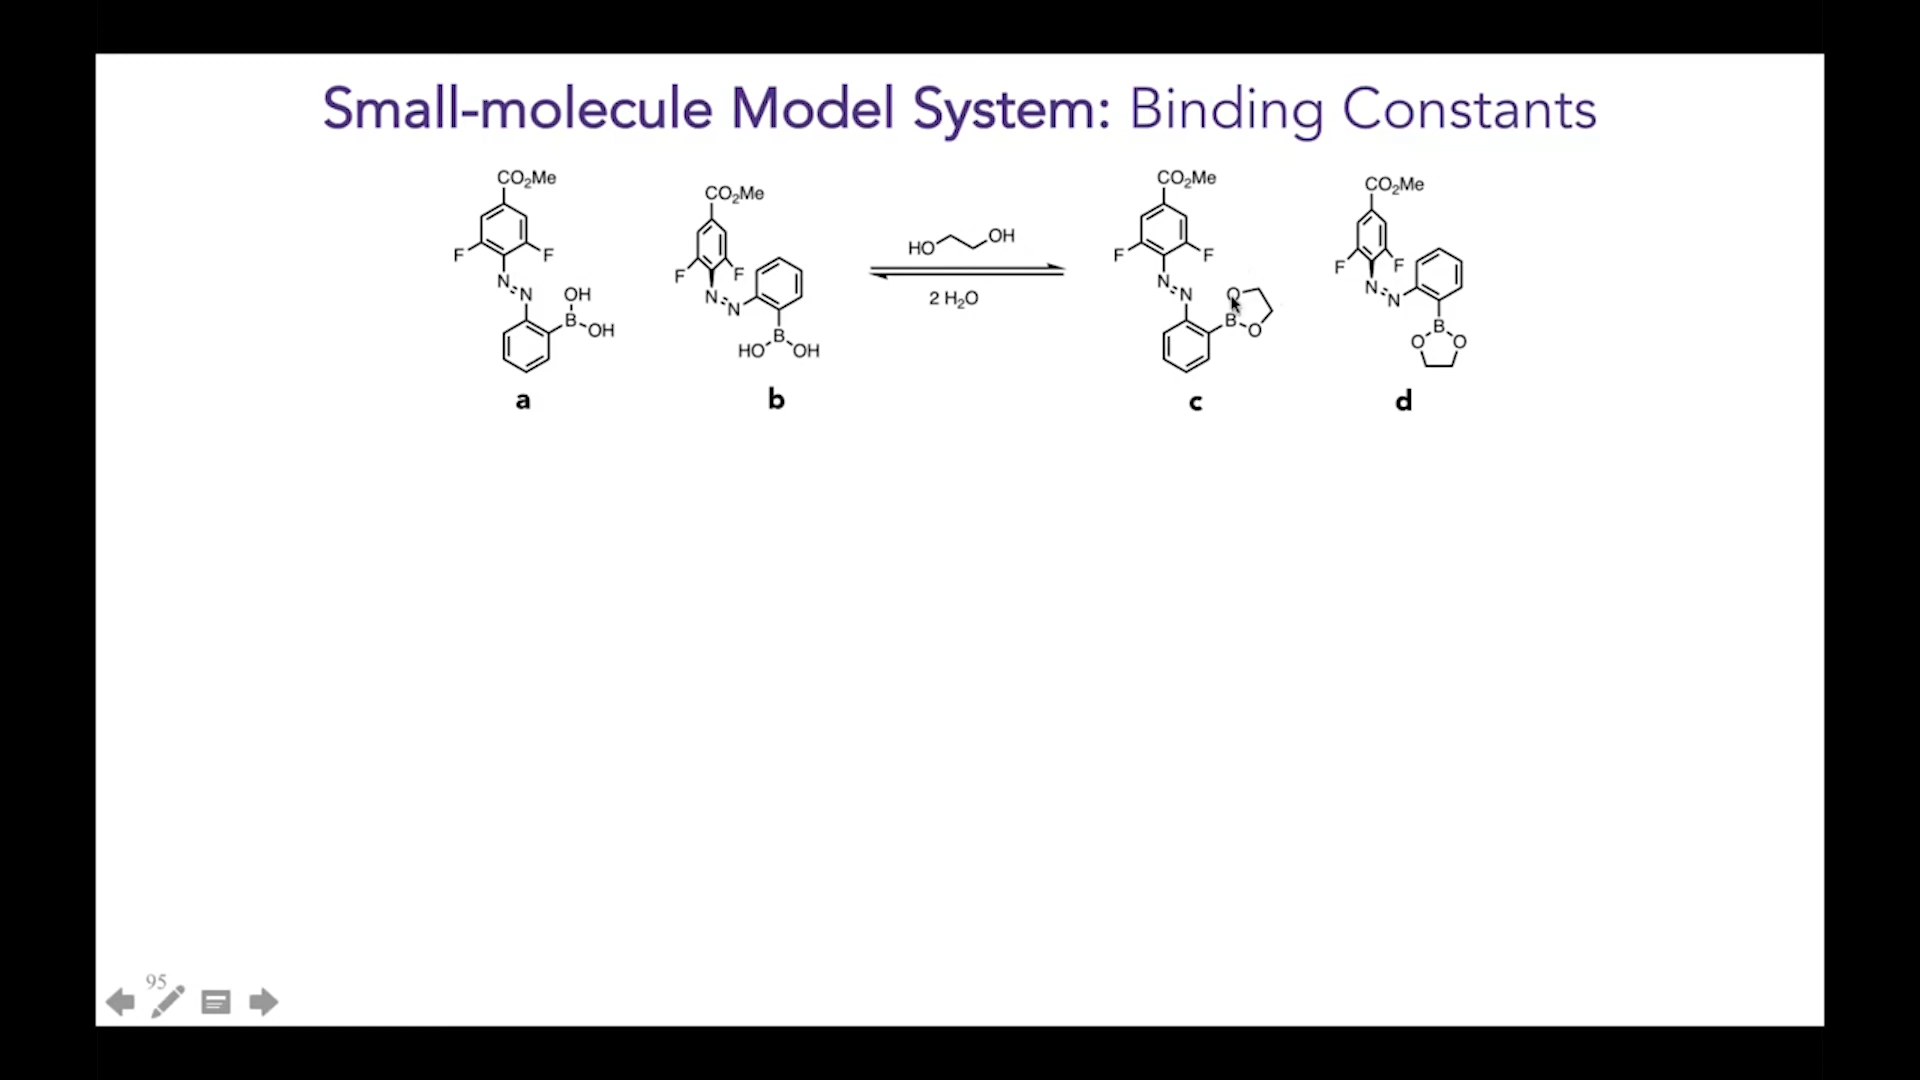 Small-molecule Model System: Binding Constants
CO₂Me
F
F
N
N
OH
B
OH
a
CO₂Me
F
F
N
N
B
HO
OH
b
HO
OH
2 H₂O
CO₂Me
F
F
N
N
O
B
O
c
CO₂Me
F
F
N
N
B
O
O
d
95